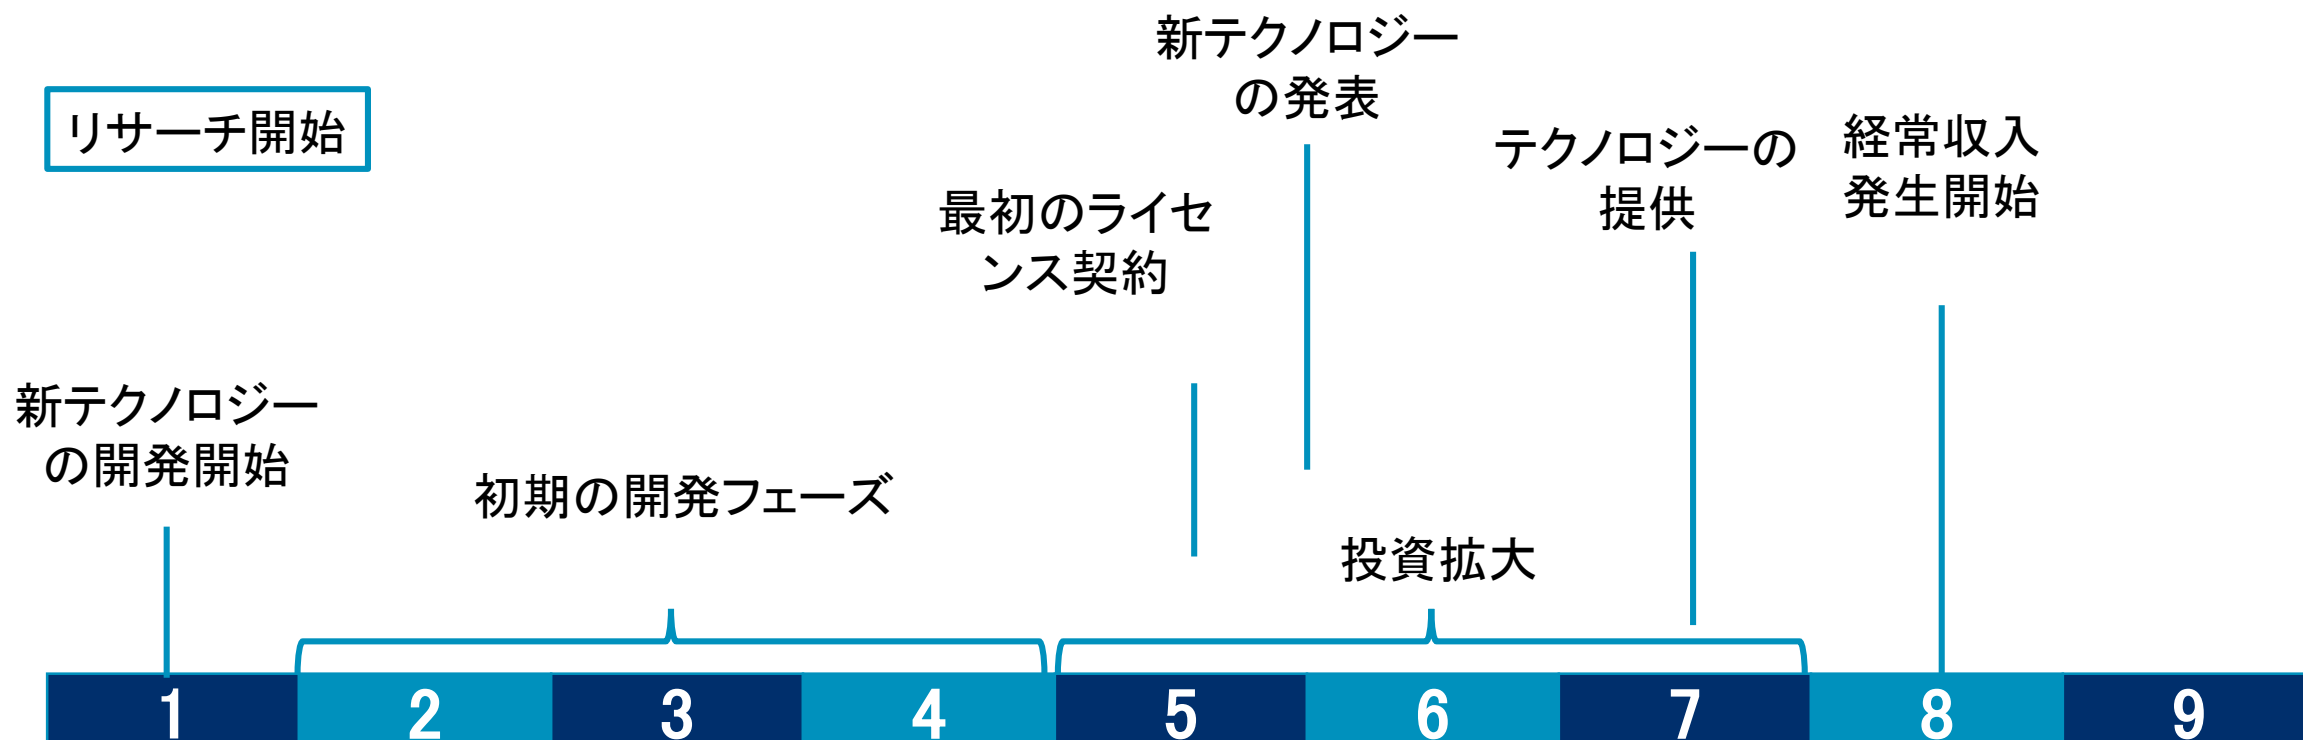 リサーチ開始
新テクノロジー
の開発開始
初期の開発フェーズ
最初のライセ
ンス契約
新テクノロジー
の発表
投資拡大
テクノロジーの
提供
経常収入
発生開始
1 2 3 4 5 6 7 8 9